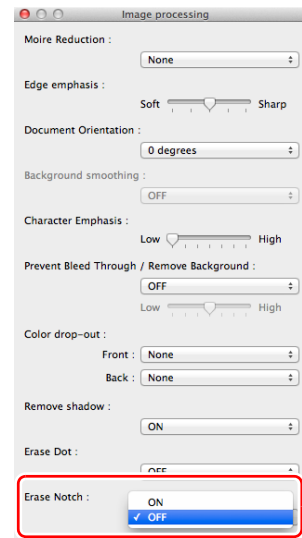 Image processing
Moire Reduction :
None
Edge emphasis :
Soft Sharp
Document Orientation :
0 degrees
Background smoothing :
OFF
Character Emphasis :
Low High
Prevent Bleed Through / Remove Background :
OFF
Low High
Color drop-out :
Front : None
Back : None
Remove shadow :
ON
Erase Dot :
OFF
Erase Notch :
ON
✓ OFF